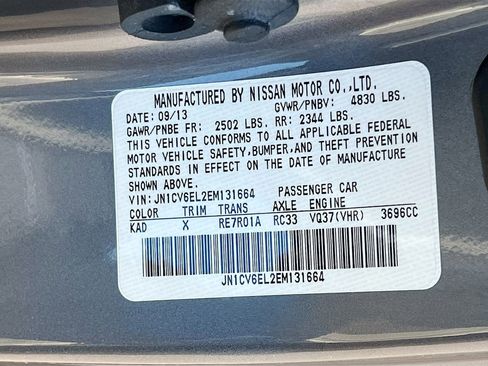 MANUFACTURED BY NISSAN MOTOR CO.,LTD.
DATE: 09/13 GVWR/PNBV: 4830 LBS.
GAWR/PNBE FR: 2502 LBS. RR: 2344 LBS.
THIS VEHICLE CONFORMS TO ALL APPLICABLE FEDERAL
MOTOR VEHICLE SAFETY, BUMPER, AND THEFT PREVENTION
STANDARDS IN EFFECT ON THE DATE OF MANUFACTURE
SHOWN ABOVE.
VIN: JN1CV6EL2EM131664 PASSENGER CAR
COLOR TRIM TRANS AXLE ENGINE
KAD X RE7R01A RC33 VQ37(VHR) 3696CC
JN1CV6EL2EM131664